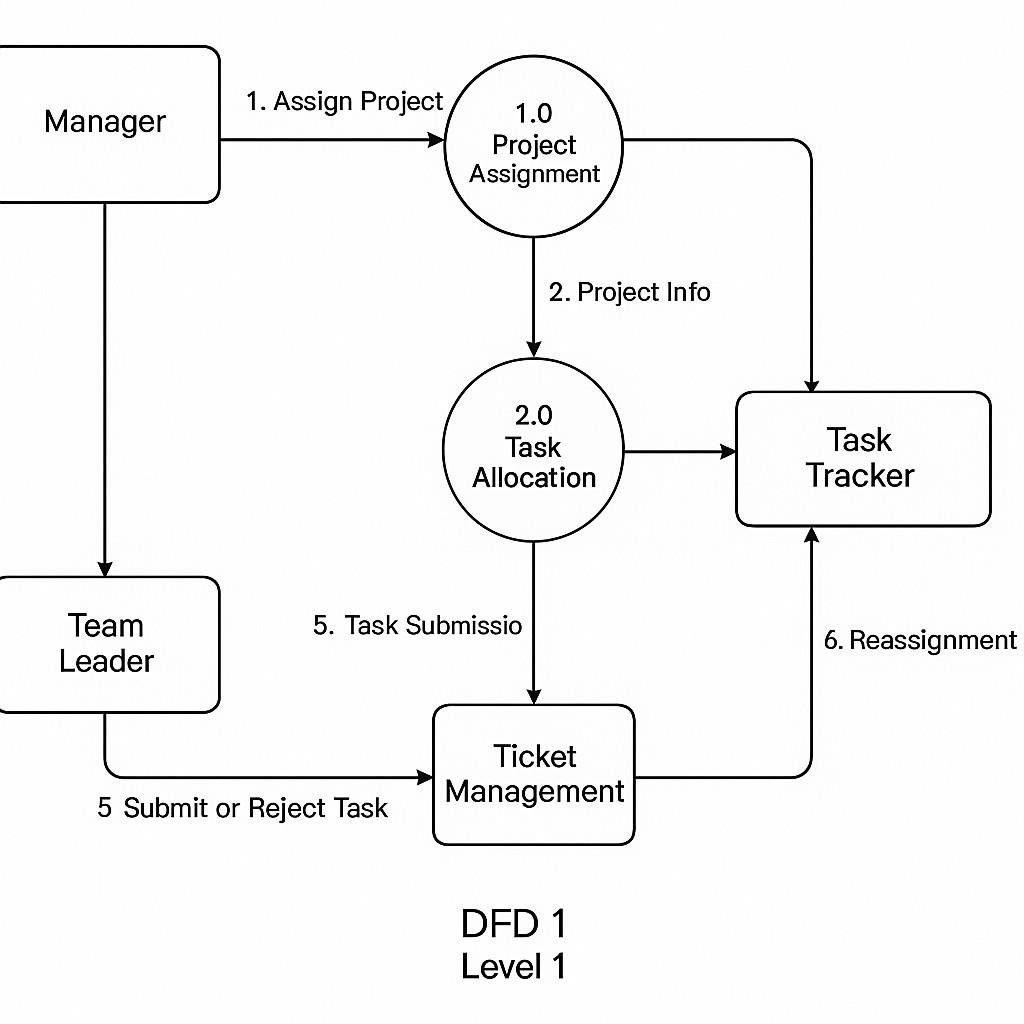 Manager
1. Assign Project
1.0
Project
Assignment
2. Project Info
2.0
Task
Allocation
Task
Tracker
Team
Leader
5. Task Submissio
6. Reassignment
Ticket
Management
5 Submit or Reject Task
DFD 1
Level 1